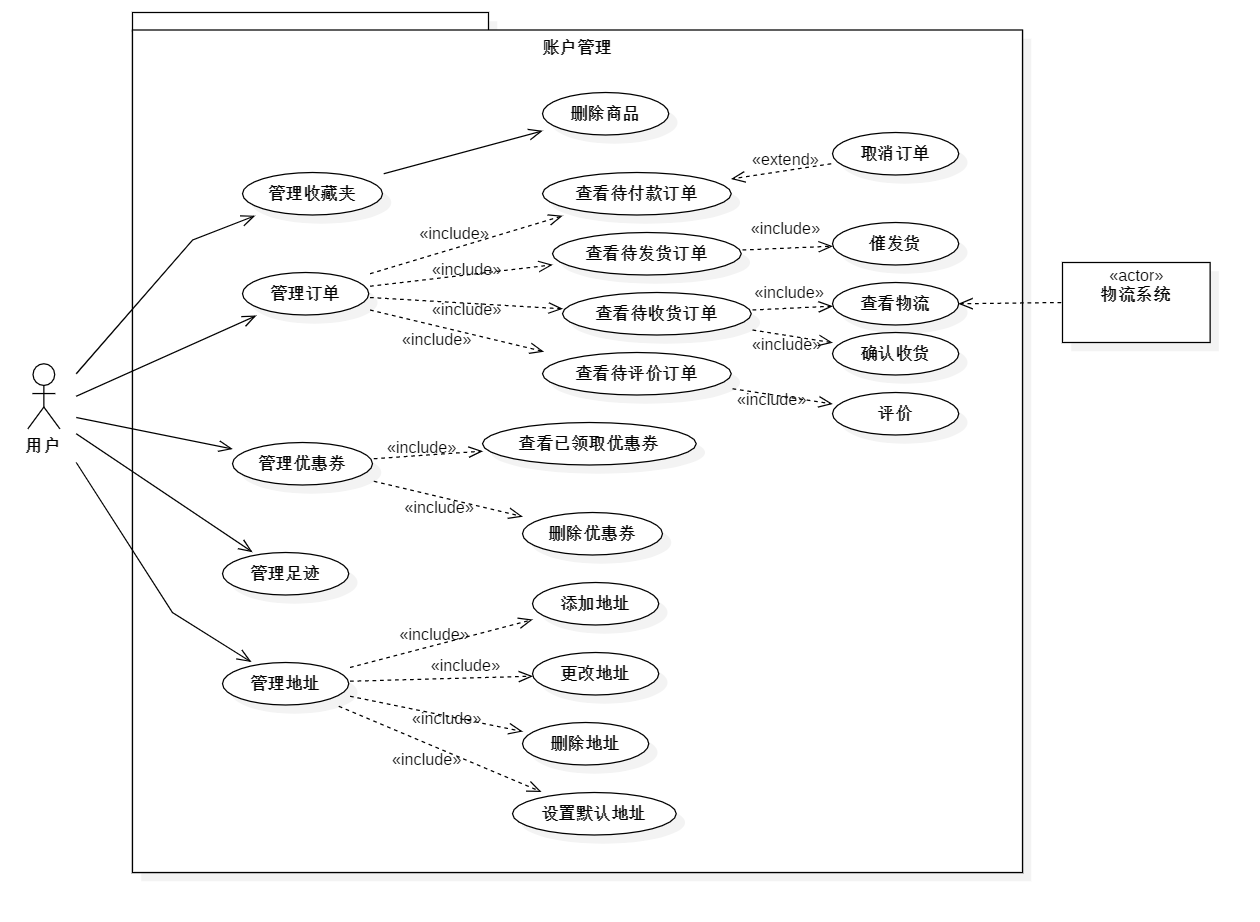 账户管理
删除商品
取消订单
«extend»
管理收藏夹
查看待付款订单
«include»
«include»
催发货
查看待发货订单
«include»
«actor»
物流系统
管理订单
«include»
查看物流
«include»
查看待收货订单
«include»
确认收货
«include»
查看待评价订单
«include»
评价
用户
管理优惠券
«include»
查看已领取优惠券
«include»
删除优惠券
管理足迹
添加地址
«include»
«include»
更改地址
管理地址
«include»
删除地址
«include»
设置默认地址